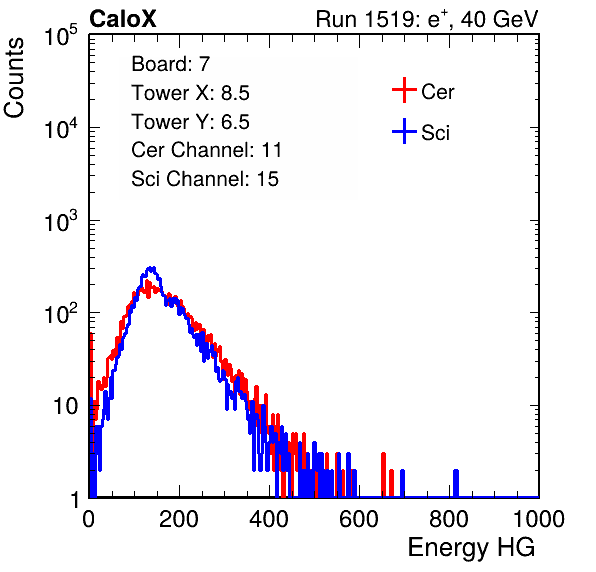 CaloX Run 1519: e⁺, 40 GeV
Counts
Board: 7
Tower X: 8.5
Tower Y: 6.5
Cer Channel: 11
Sci Channel: 15
Cer
Sci
10⁵
10⁴
10³
10²
10
1
0 200 400 600 800 1000
Energy HG